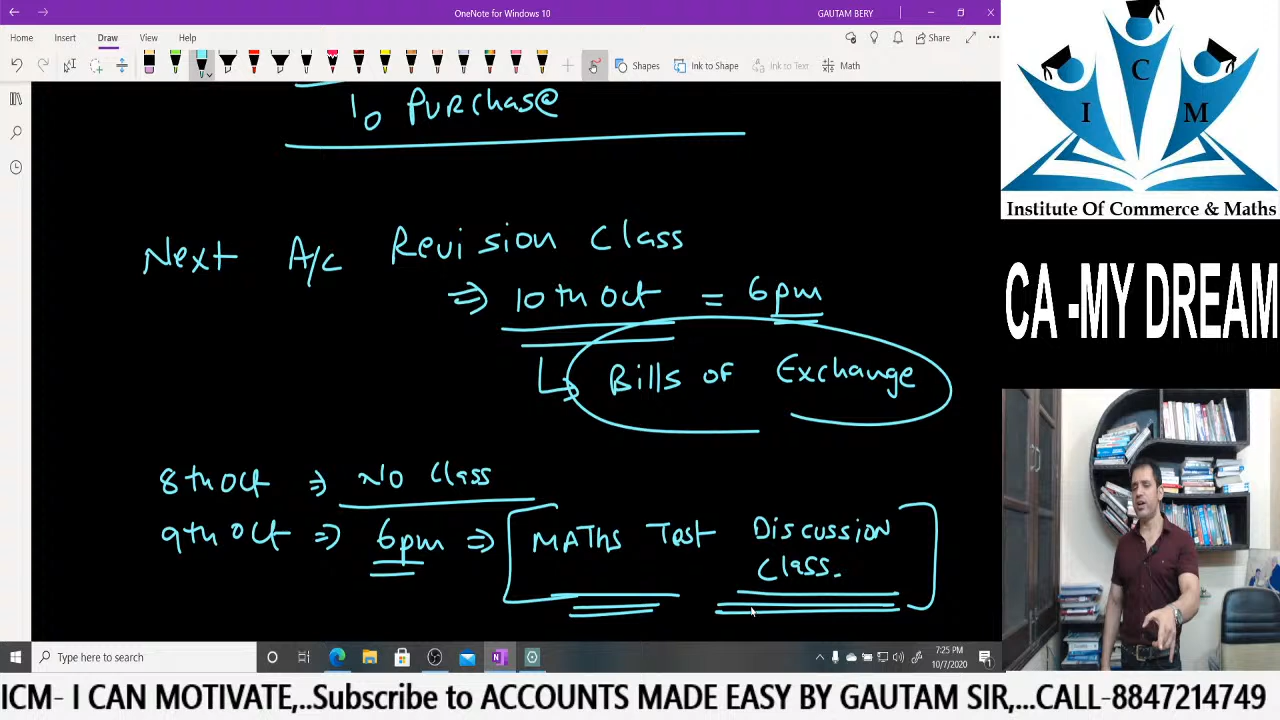 OneNote for Windows 10
GAUTAM BERY
Home Insert Draw View Help
Share
Shapes Ink to Shape Ink to Text Math
To Purchase
Next A/c Revision Class
⇒ 10th Oct = 6pm
↳ Bills of Exchange
8th Oct ⇒ No Class
9th Oct ⇒ 6pm ⇒ [MATHs Test Discussion
Class.]
I C M
Institute Of Commerce & Maths
CA -MY DREAM
Type here to search
7:25 PM
10/7/2020
ICM- I CAN MOTIVATE,..Subscribe to ACCOUNTS MADE EASY BY GAUTAM SIR,...CALL-8847214749